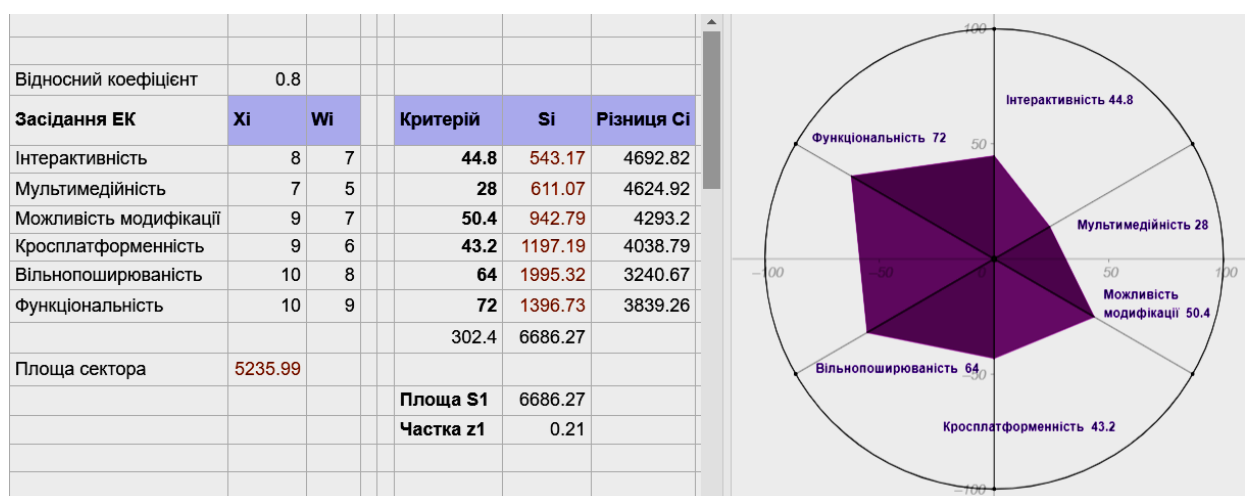 Відносний коефіцієнт 0.8
Засідання ЕК Xi Wi Критерій Si Різниця Ci
Інтерактивність 8 7 44.8 543.17 4692.82
Мультимедійність 7 5 28 611.07 4624.92
Можливість модифікації 9 7 50.4 942.79 4293.2
Кросплатформенність 9 6 43.2 1197.19 4038.79
Вільнопоширюваність 10 8 64 1995.32 3240.67
Функціональність 10 9 72 1396.73 3839.26
302.4 6686.27
Площа сектора 5235.99
Площа S1 6686.27
Частка z1 0.21
100
Інтерактивність 44.8
Функціональність 72
50
Мультимедійність 28
−100 −50 0 50 100
Можливість
модифікації 50.4
Вільнопоширюваність 64
−50
Кросплатформенність 43.2
−100